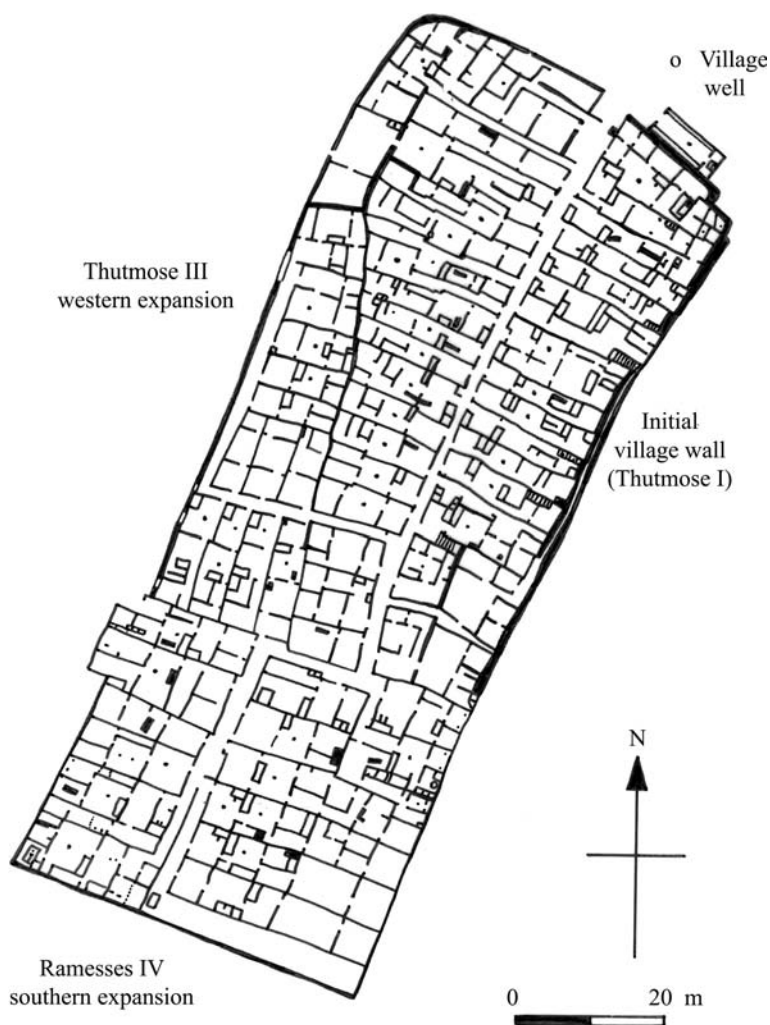 o Village
well
Thutmose III
western expansion
Initial
village wall
(Thutmose I)
N
Ramesses IV
southern expansion
0 20 m